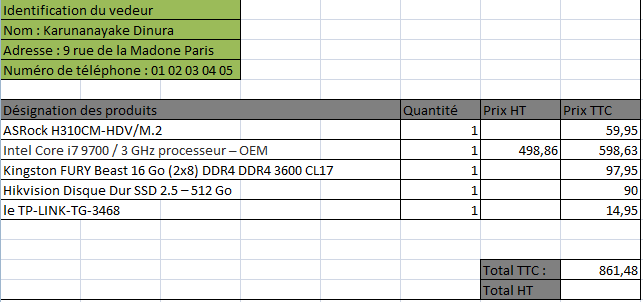 Identification du vedeur
Nom : Karunanayake Dinura
Adresse : 9 rue de la Madone Paris
Numéro de téléphone : 01 02 03 04 05
Désignation des produits Quantité Prix HT Prix TTC
ASRock H310CM-HDV/M.2 1 59,95
Intel Core i7 9700 / 3 GHz processeur – OEM 1 498,86 598,63
Kingston FURY Beast 16 Go (2x8) DDR4 DDR4 3600 CL17 1 97,95
Hikvision Disque Dur SSD 2.5 – 512 Go 1 90
le TP-LINK-TG-3468 1 14,95
Total TTC : 861,48
Total HT